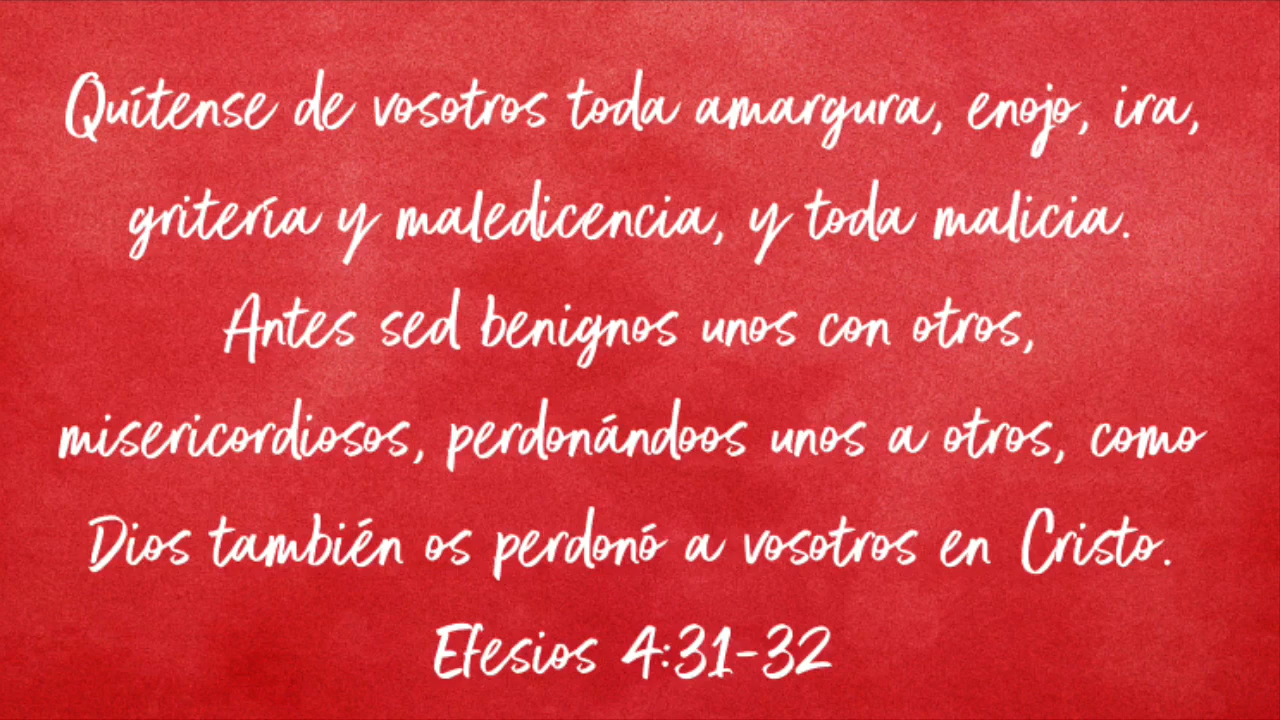 Quítense de vosotros toda amargura, enojo, ira,
gritería y maledicencia, y toda malicia.
Antes sed benignos unos con otros,
misericordiosos, perdonándoos unos a otros, como
Dios también os perdonó a vosotros en Cristo.
Efesios 4:31-32